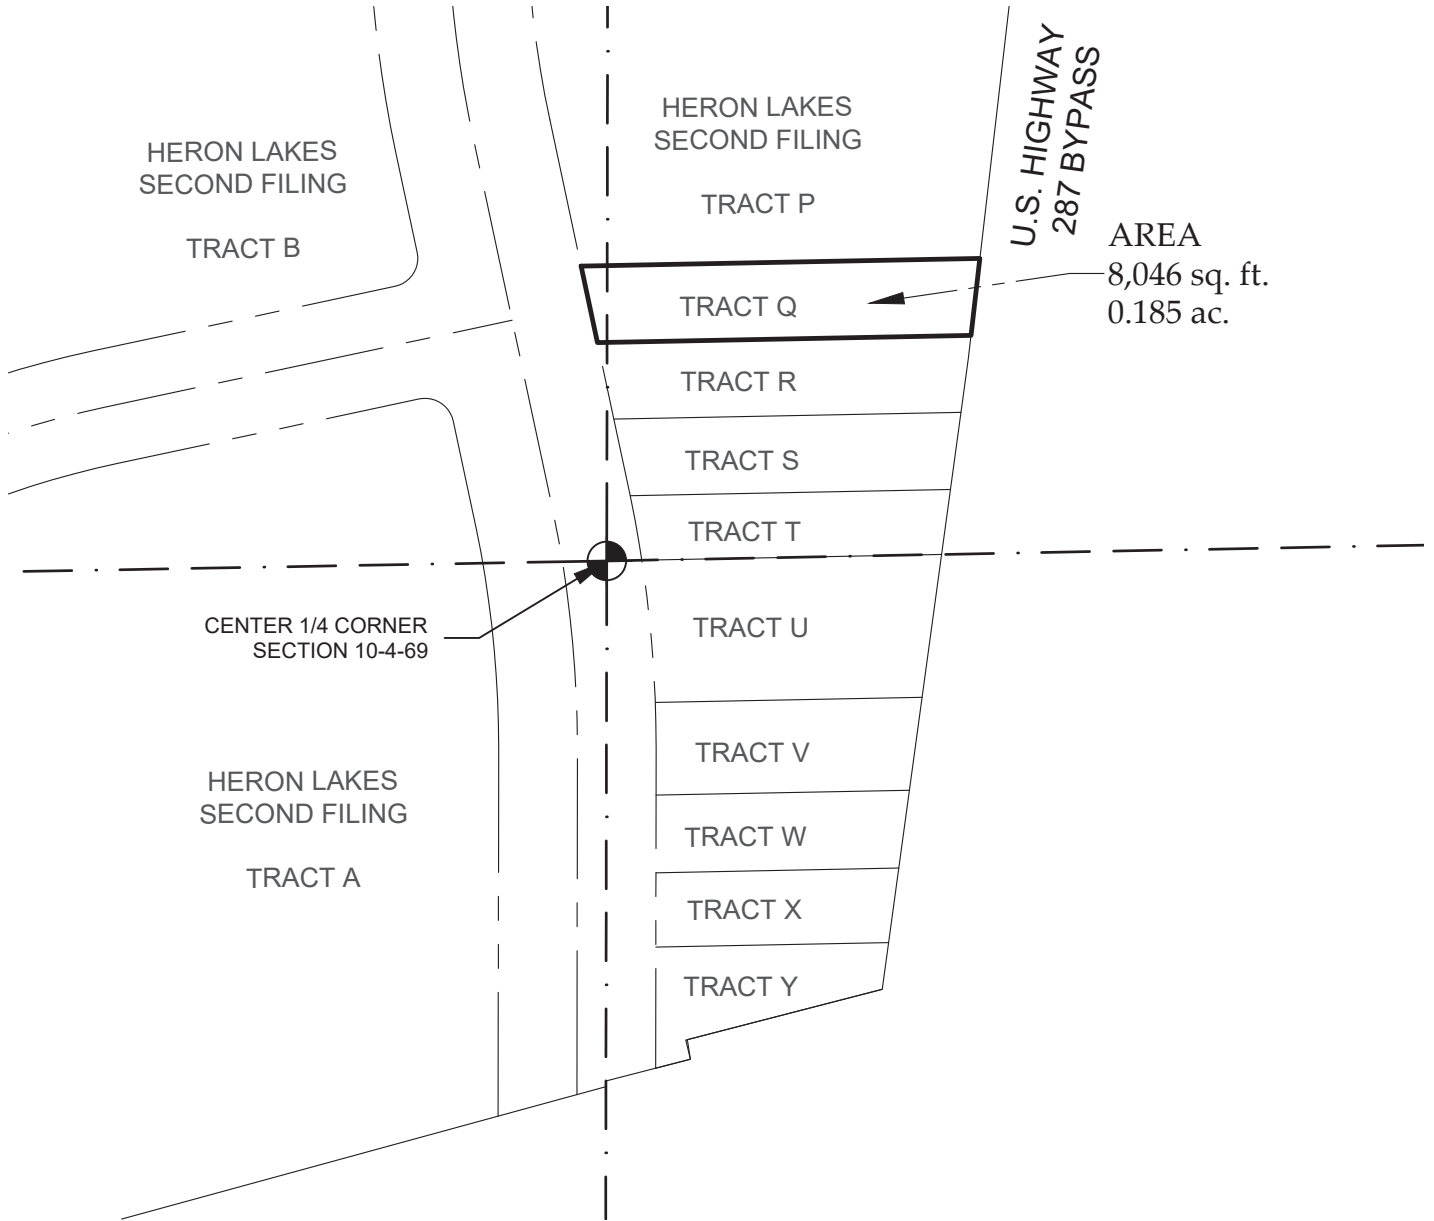 HERON LAKES
SECOND FILING
TRACT B
HERON LAKES
SECOND FILING
TRACT P
U.S. HIGHWAY
287 BYPASS
AREA
8,046 sq. ft.
0.185 ac.
TRACT Q
TRACT R
TRACT S
TRACT T
CENTER 1/4 CORNER
SECTION 10-4-69
TRACT U
TRACT V
HERON LAKES
SECOND FILING
TRACT A
TRACT W
TRACT X
TRACT Y